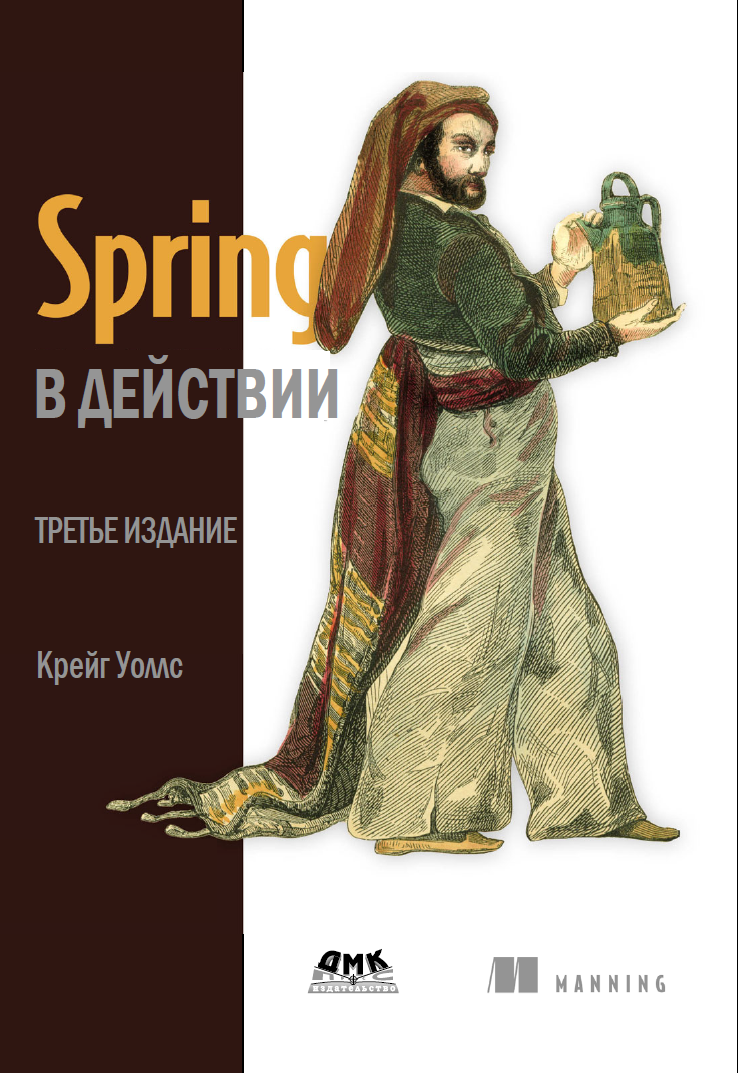 Spring
В ДЕЙСТВИИ
ТРЕТЬЕ ИЗДАНИЕ
Крейг Уоллс
ДМК
издательство
MANNING